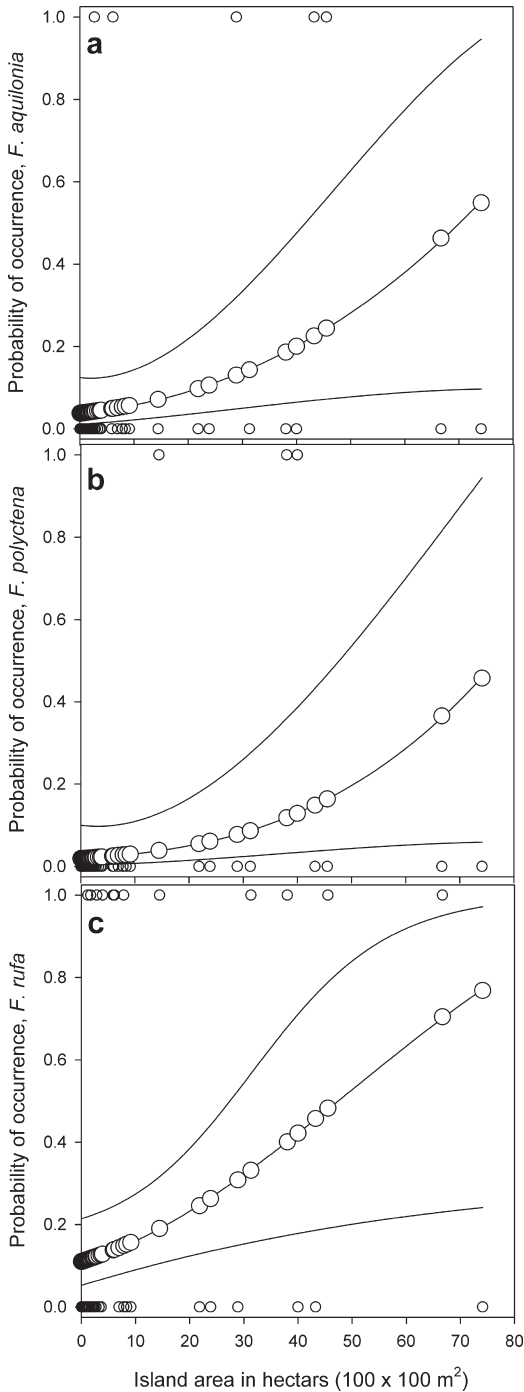 1.0
a
0.8
0.6
0.4
0.2
0.0
Probability of occurrence, F. aquilonia
1.0
b
0.8
0.6
0.4
0.2
0.0
Probability of occurrence, F. polyctena
1.0
c
0.8
0.6
0.4
0.2
0.0
Probability of occurrence, F. rufa
0 10 20 30 40 50 60 70 80
Island area in hectars (100 x 100 m²)